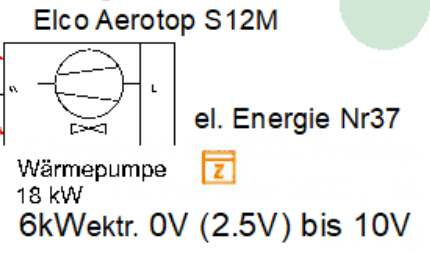 Elco Aerotop S12M
W L
el. Energie Nr37
Z
Wärmepumpe
18 kW
6kWektr. 0V (2.5V) bis 10V